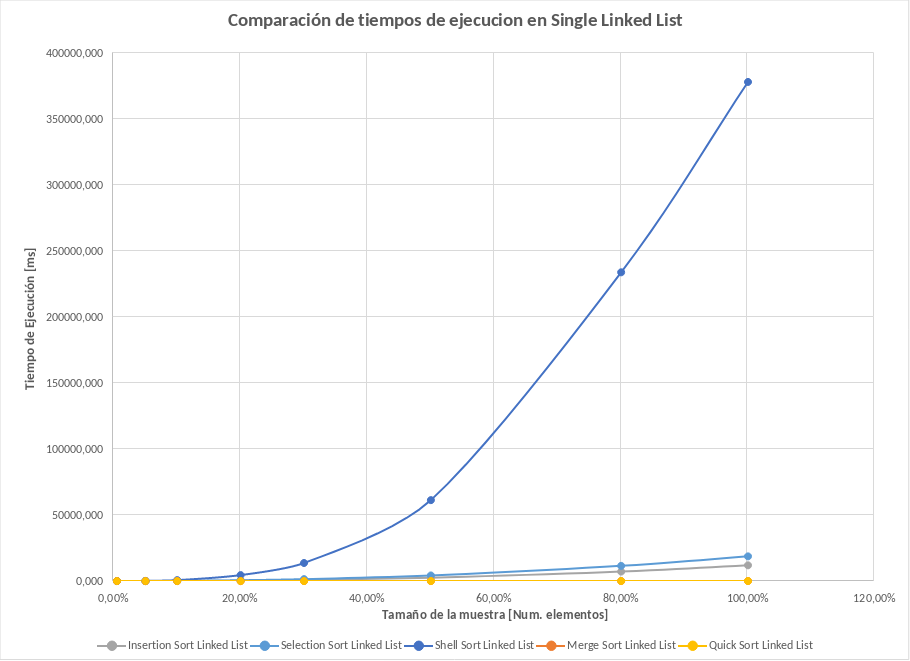 Comparación de tiempos de ejecucion en Single Linked List
400000,000
350000,000
300000,000
250000,000
200000,000
150000,000
100000,000
50000,000
0,000
Tiempo de Ejecución [ms]
0,00% 20,00% 40,00% 60,00% 80,00% 100,00% 120,00%
Tamaño de la muestra [Num. elementos]
Insertion Sort Linked List Selection Sort Linked List Shell Sort Linked List Merge Sort Linked List Quick Sort Linked List